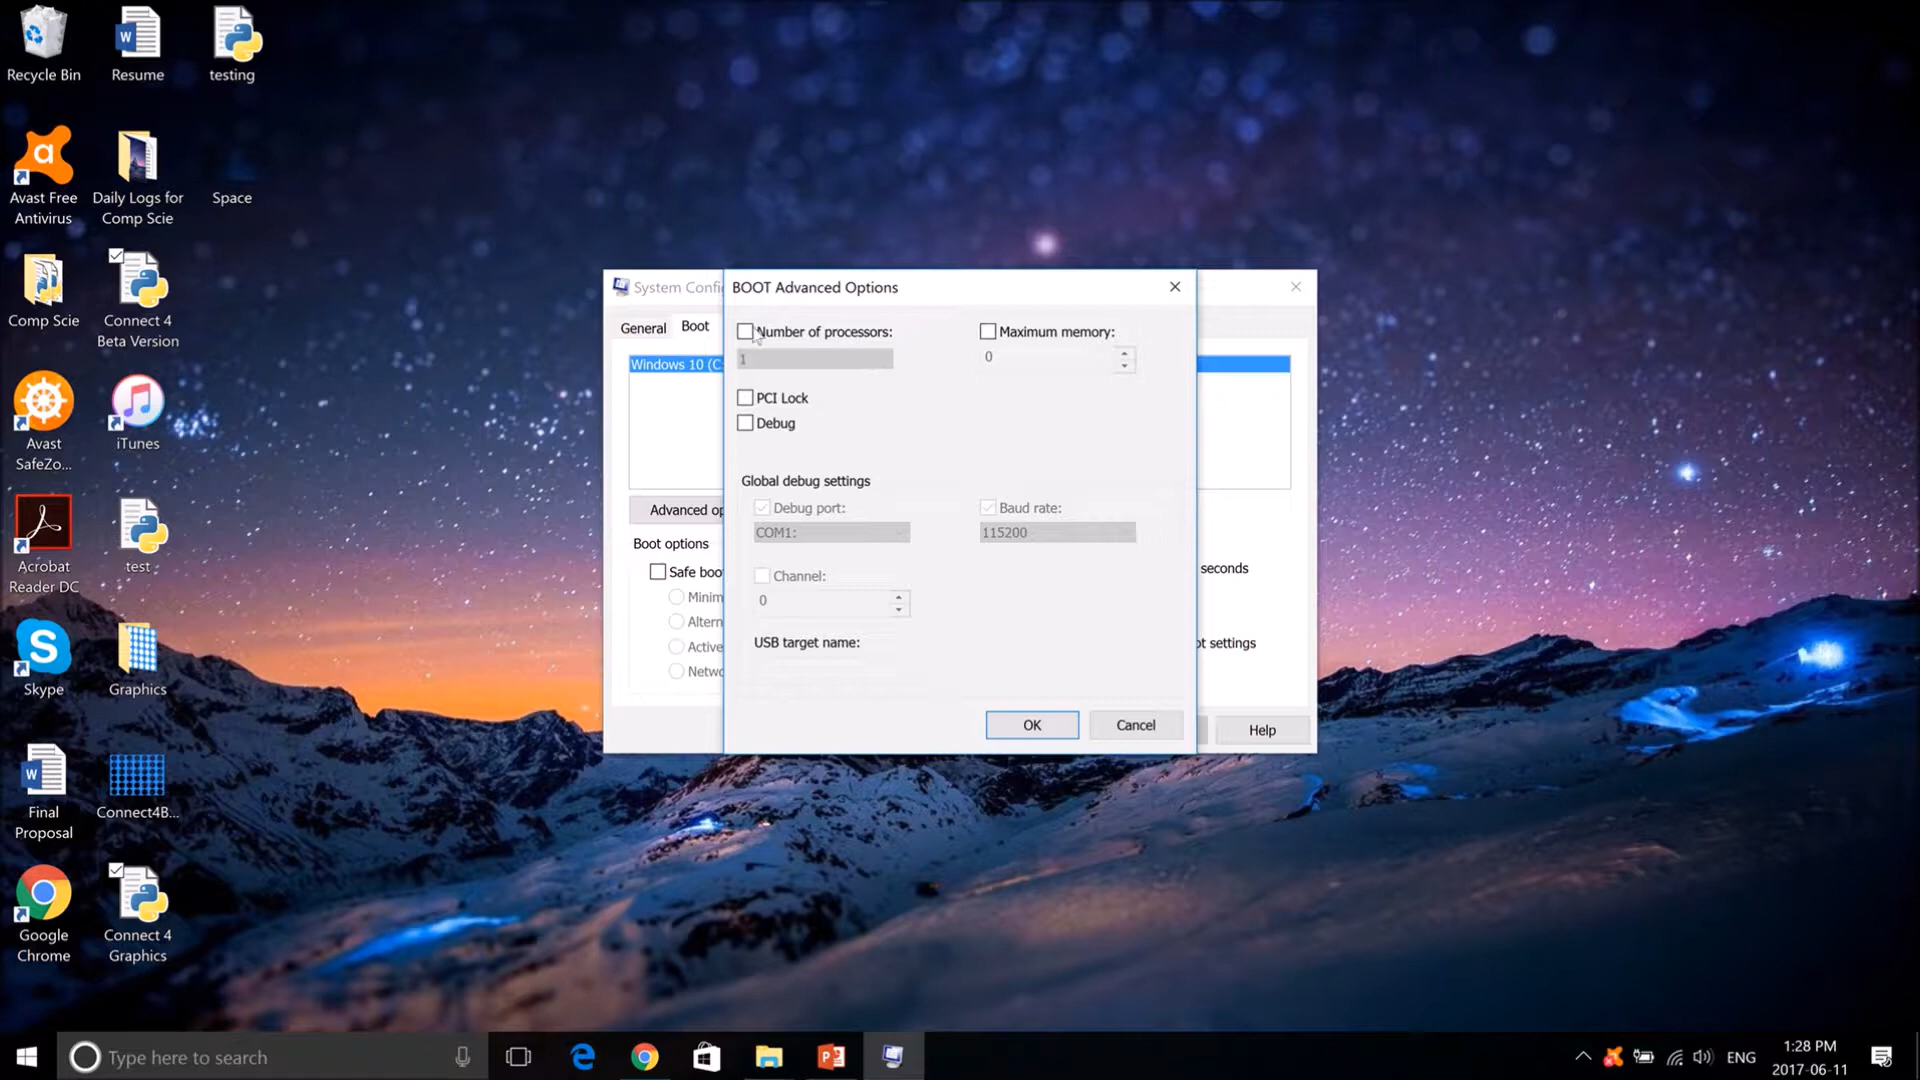 Recycle Bin
Resume
testing
Avast Free
Antivirus
Daily Logs for
Comp Scie
Space
Comp Scie
Connect 4
Beta Version
Avast
SafeZo...
iTunes
Acrobat
Reader DC
test
Skype
Graphics
Final
Proposal
Connect4B...
Google
Chrome
Connect 4
Graphics
System Confi
General
Boot
Windows 10 (C:
Advanced op
Boot options
Safe boo
Minim
Altern
Active
Netwo
seconds
ot settings
Help
BOOT Advanced Options
Number of processors:
1
Maximum memory:
0
PCI Lock
Debug
Global debug settings
Debug port:
COM1:
Baud rate:
115200
Channel:
0
USB target name:
OK
Cancel
Type here to search
ENG
1:28 PM
2017-06-11